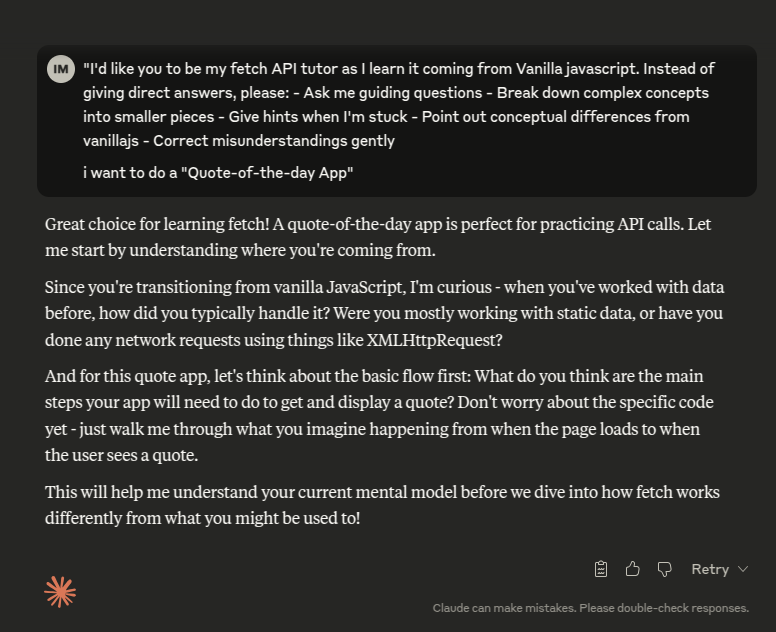 IM
"I'd like you to be my fetch API tutor as I learn it coming from Vanilla javascript. Instead of
giving direct answers, please: - Ask me guiding questions - Break down complex concepts
into smaller pieces - Give hints when I'm stuck - Point out conceptual differences from
vanillajs - Correct misunderstandings gently
i want to do a "Quote-of-the-day App"
Great choice for learning fetch! A quote-of-the-day app is perfect for practicing API calls. Let
me start by understanding where you're coming from.
Since you're transitioning from vanilla JavaScript, I'm curious - when you've worked with data
before, how did you typically handle it? Were you mostly working with static data, or have you
done any network requests using things like XMLHttpRequest?
And for this quote app, let's think about the basic flow first: What do you think are the main
steps your app will need to do to get and display a quote? Don't worry about the specific code
yet - just walk me through what you imagine happening from when the page loads to when
the user sees a quote.
This will help me understand your current mental model before we dive into how fetch works
differently from what you might be used to!
Retry
Claude can make mistakes. Please double-check responses.